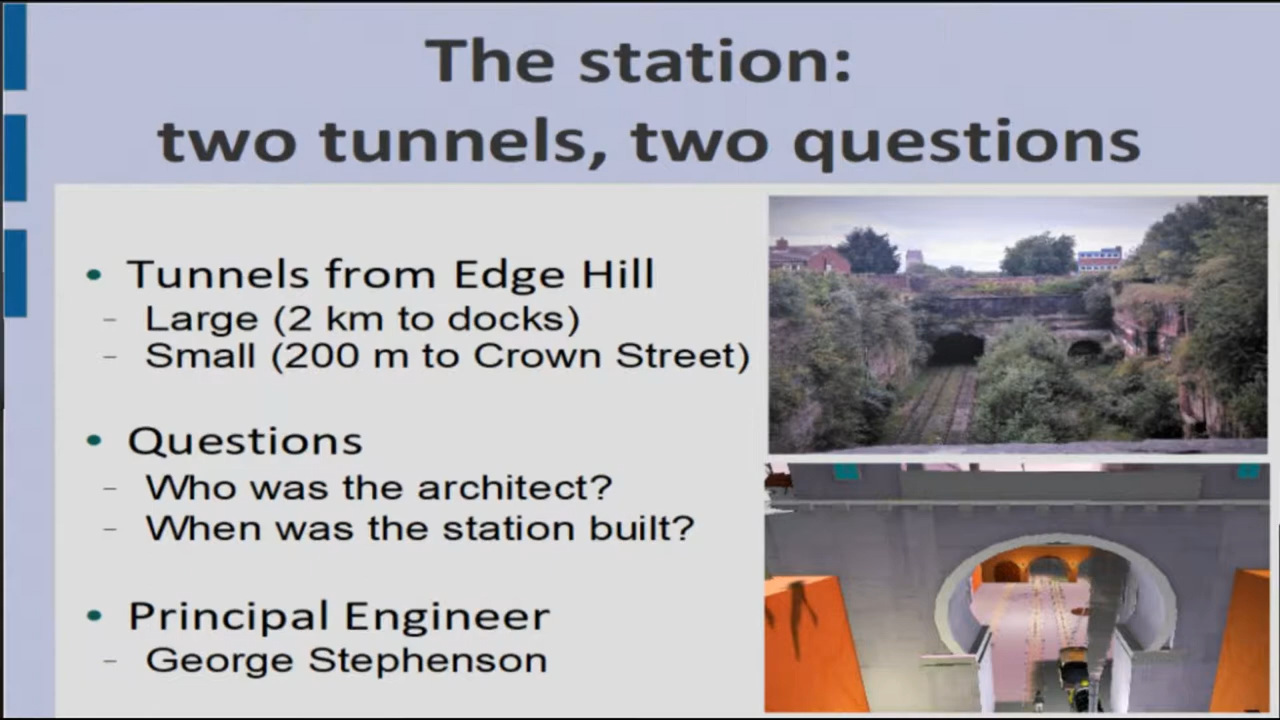 The station:
two tunnels, two questions
• Tunnels from Edge Hill
– Large (2 km to docks)
– Small (200 m to Crown Street)
• Questions
– Who was the architect?
– When was the station built?
• Principal Engineer
– George Stephenson